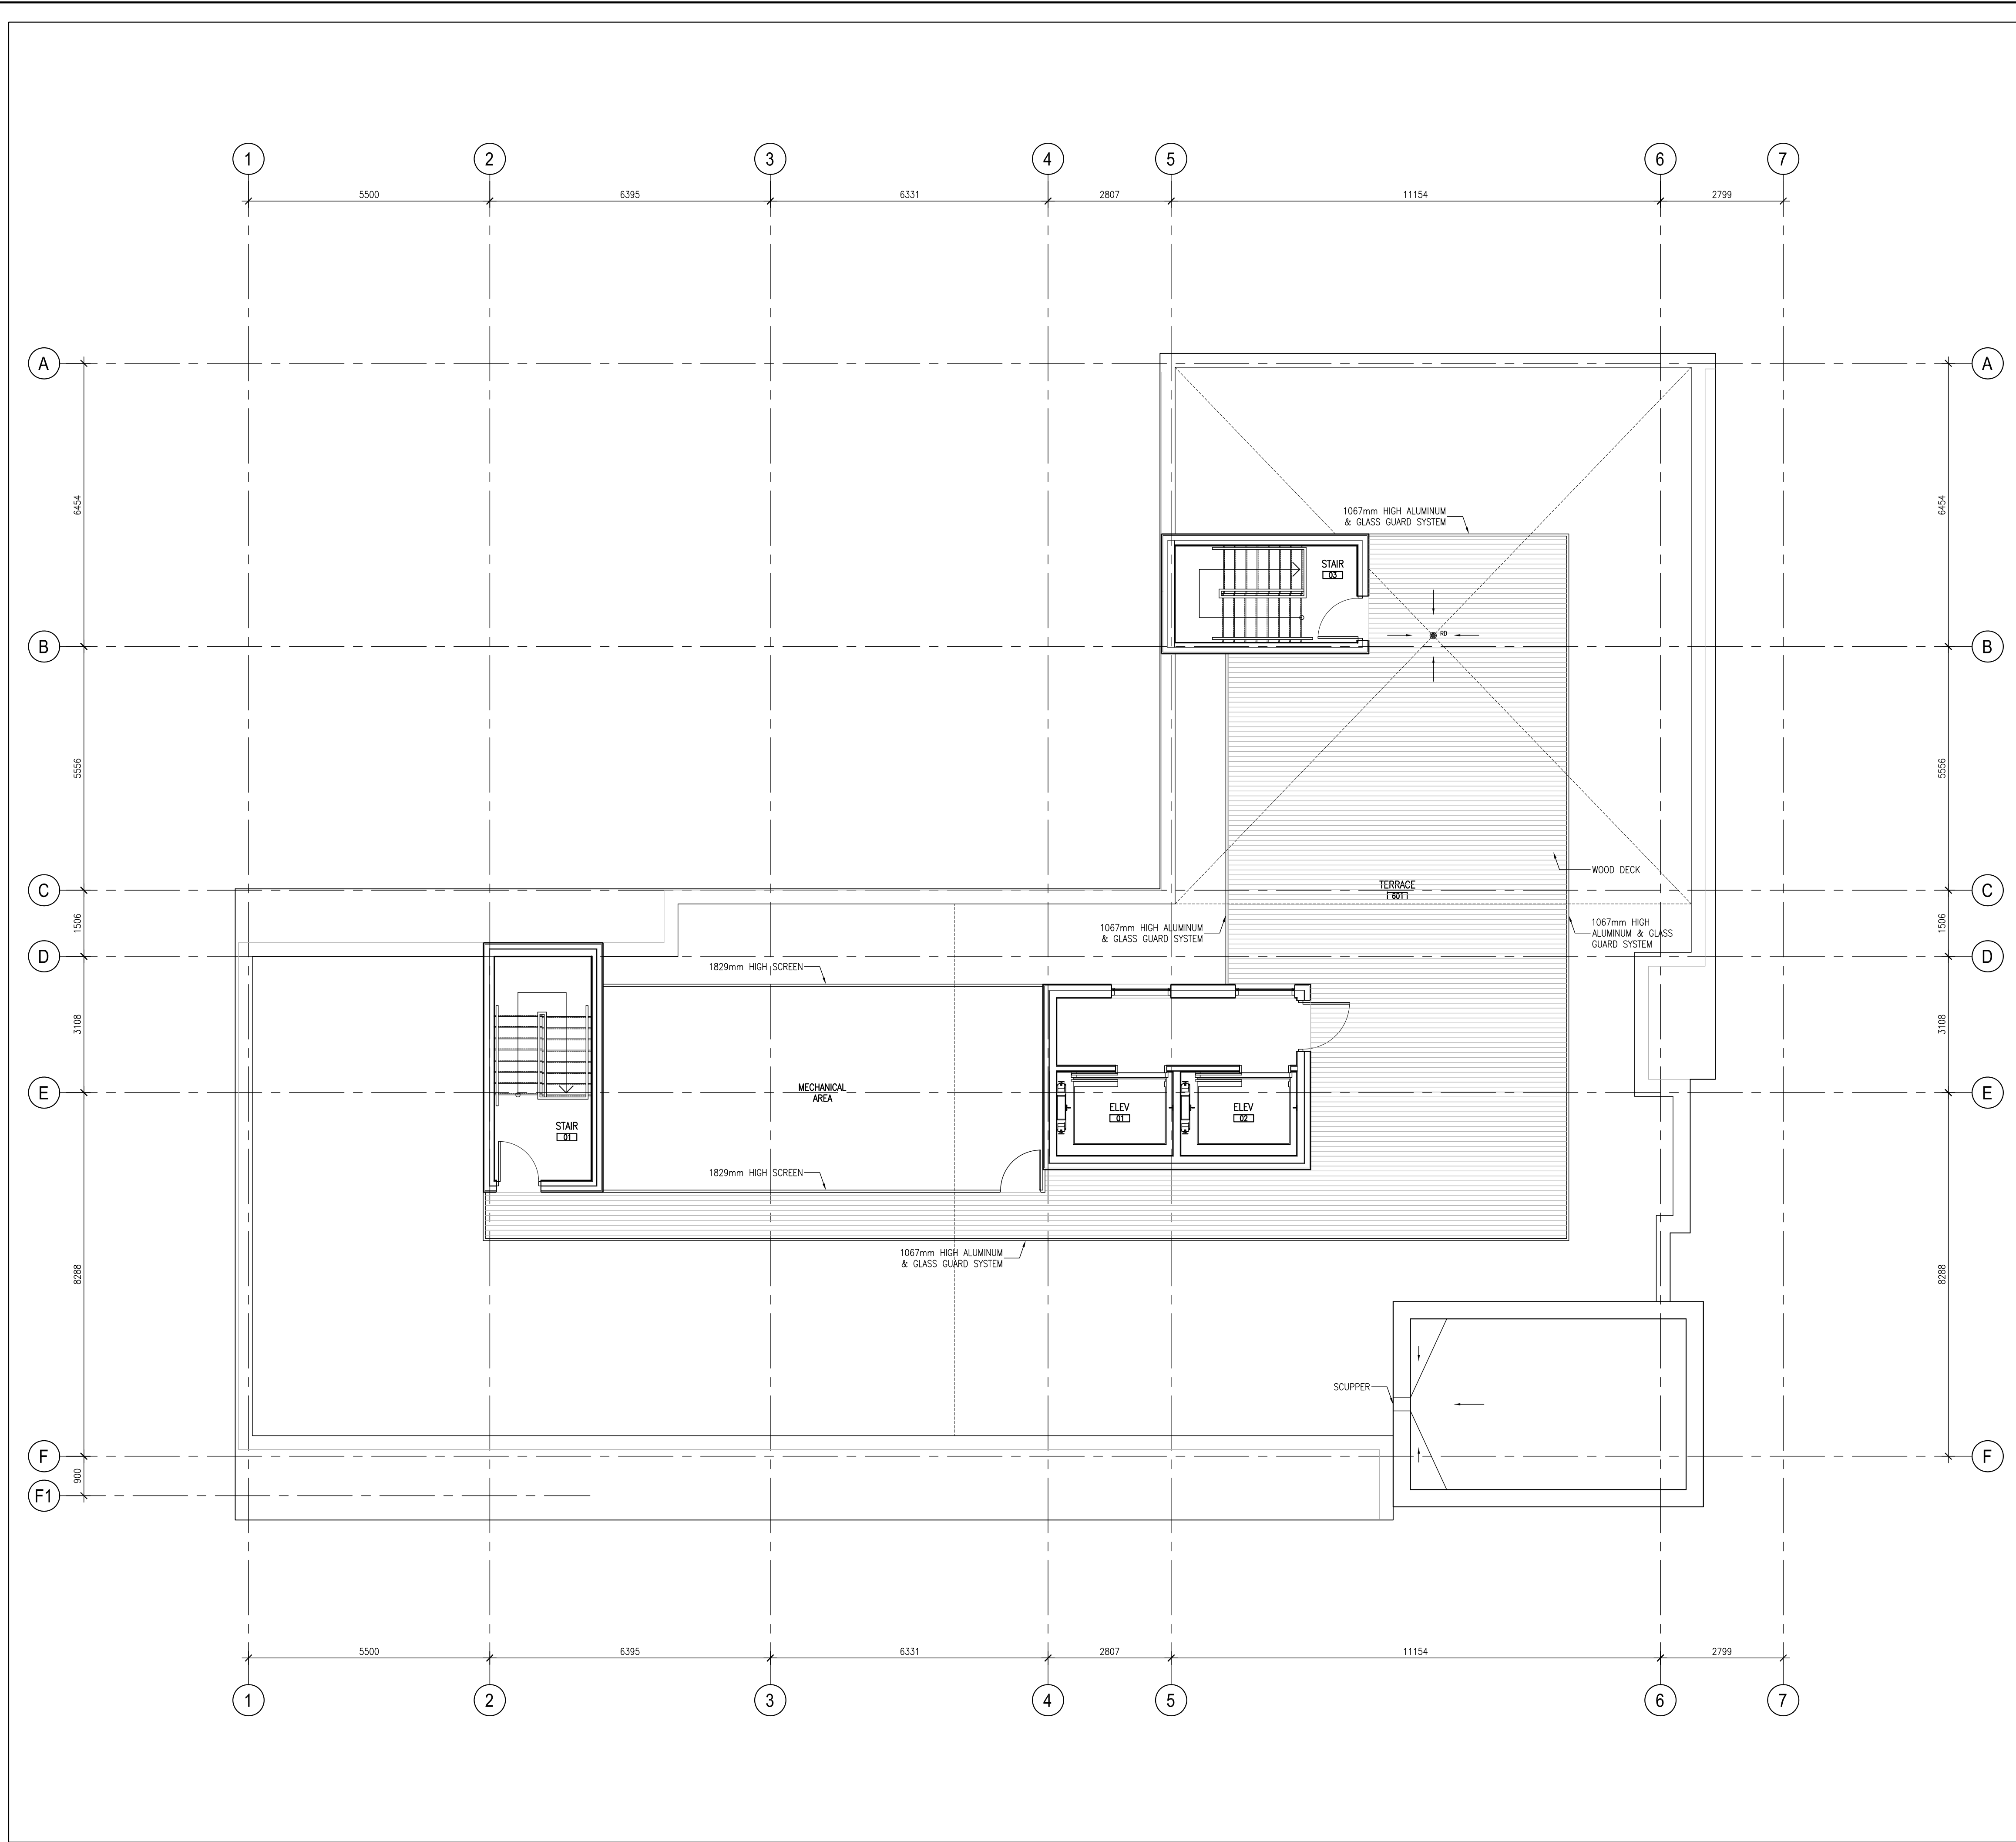 1 2 3 4 5 6 7
5500 6395 6331 2807 11154 2799
A A
6454 6454
1067mm HIGH ALUMINUM
& GLASS GUARD SYSTEM
STAIR
03
RD
B B
5556 5556
WOOD DECK
TERRACE
601
C C
1506 1506
1067mm HIGH ALUMINUM
& GLASS GUARD SYSTEM
1067mm HIGH
ALUMINUM & GLASS
GUARD SYSTEM
D D
1829mm HIGH SCREEN
3108 3108
MECHANICAL
AREA
E E
ELEV
01
ELEV
02
STAIR
01
1829mm HIGH SCREEN
1067mm HIGH ALUMINUM
& GLASS GUARD SYSTEM
8288 8288
SCUPPER
F F
900
F1
5500 6395 6331 2807 11154 2799
1 2 3 4 5 6 7